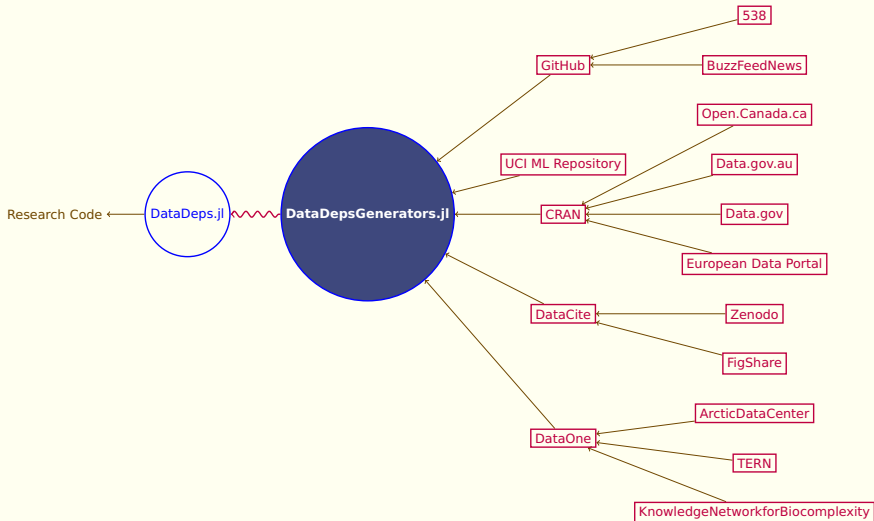 538
GitHub
BuzzFeedNews
Open.Canada.ca
UCI ML Repository
Data.gov.au
Research Code
DataDeps.jl
DataDepsGenerators.jl
CRAN
Data.gov
European Data Portal
DataCite
Zenodo
FigShare
ArcticDataCenter
DataOne
TERN
KnowledgeNetworkforBiocomplexity